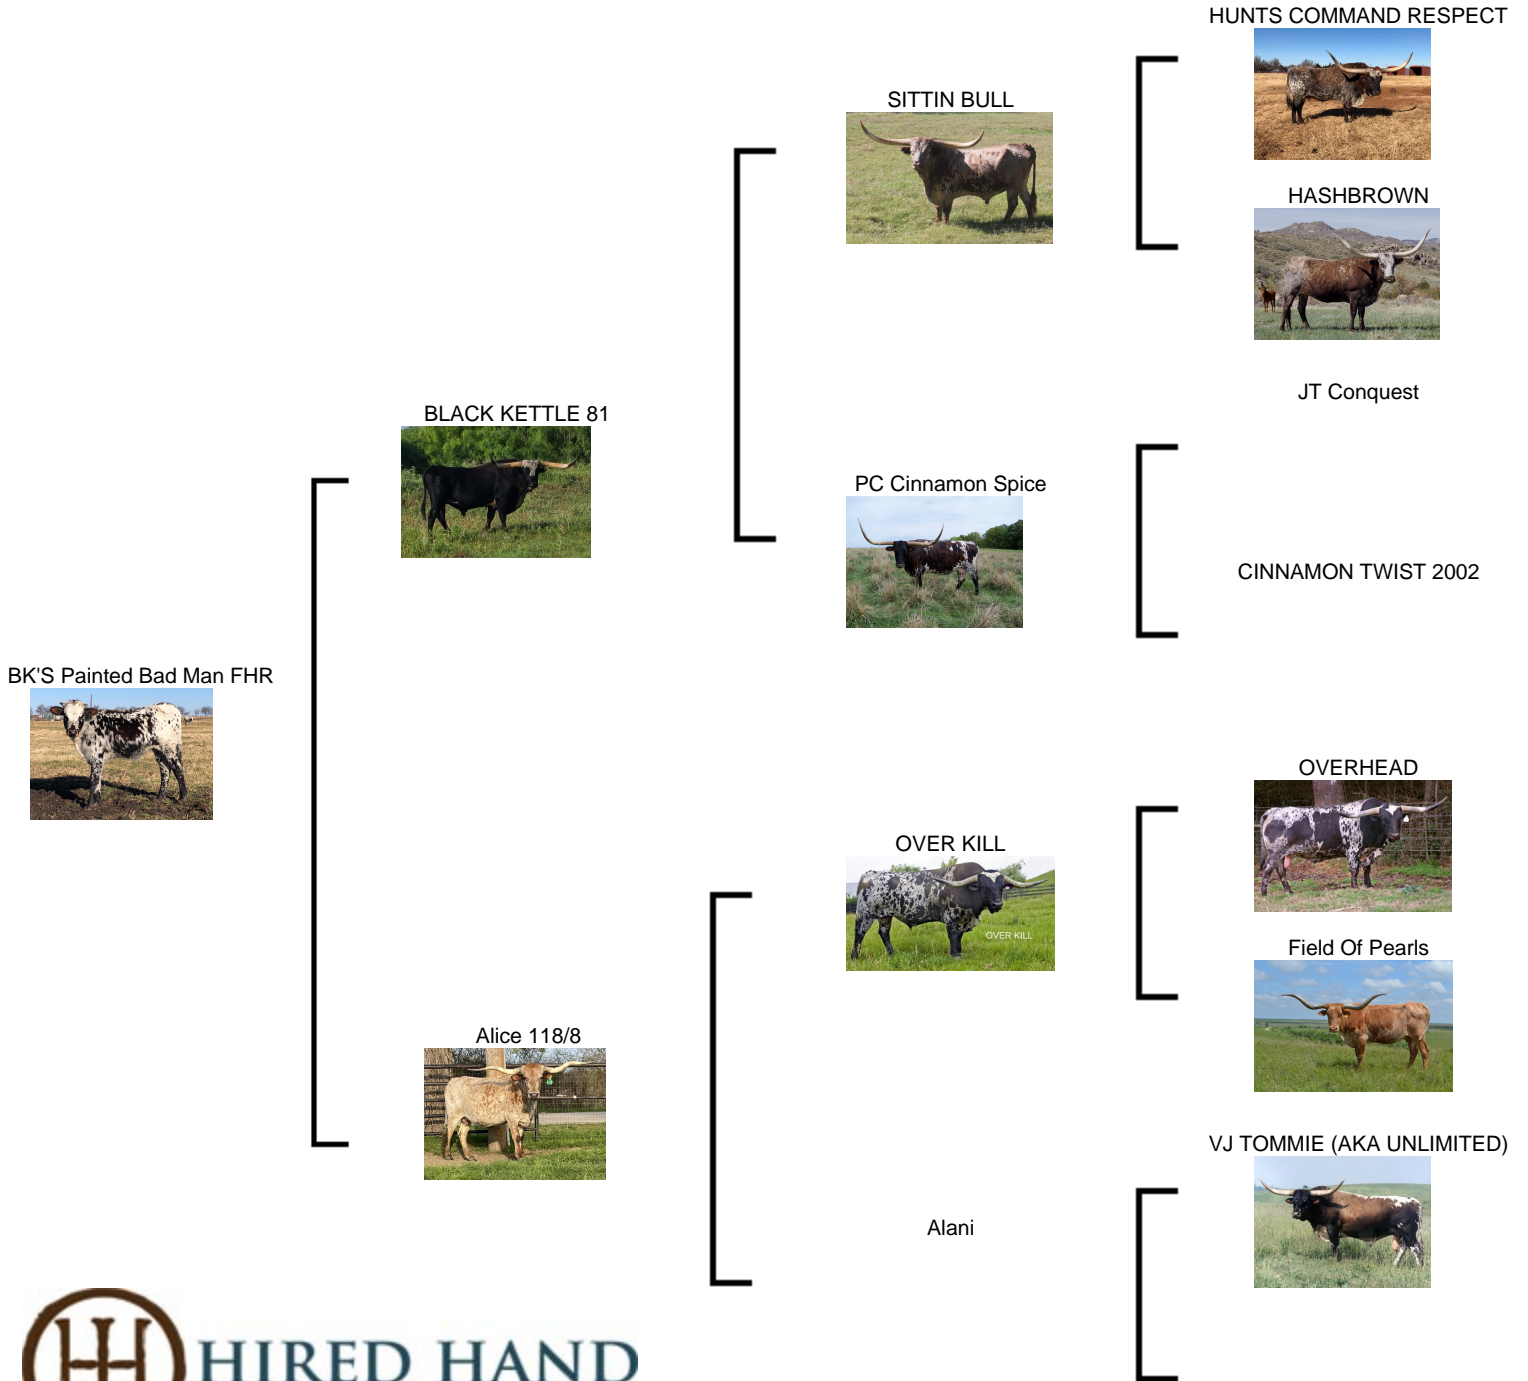 HUNTS COMMAND RESPECT
SITTIN BULL
HASHBROWN
JT Conquest
BLACK KETTLE 81
PC Cinnamon Spice
CINNAMON TWIST 2002
BK'S Painted Bad Man FHR
OVERHEAD
OVER KILL
OVER KILL
Field Of Pearls
Alice 118/8
VJ TOMMIE (AKA UNLIMITED)
Alani
HIRED HAND